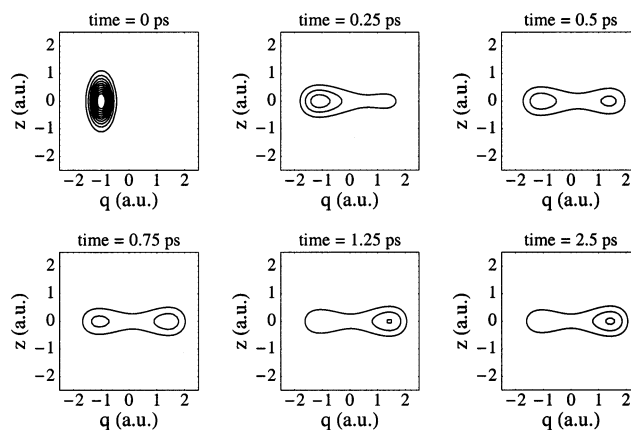 time = 0 ps
time = 0.25 ps
time = 0.5 ps
2
1
0
−1
−2
z (a.u.)
−2 −1 0 1 2
q (a.u.)
2
1
0
−1
−2
z (a.u.)
−2 −1 0 1 2
q (a.u.)
2
1
0
−1
−2
z (a.u.)
−2 −1 0 1 2
q (a.u.)
time = 0.75 ps
time = 1.25 ps
time = 2.5 ps
2
1
0
−1
−2
z (a.u.)
−2 −1 0 1 2
q (a.u.)
2
1
0
−1
−2
z (a.u.)
−2 −1 0 1 2
q (a.u.)
2
1
0
−1
−2
z (a.u.)
−2 −1 0 1 2
q (a.u.)